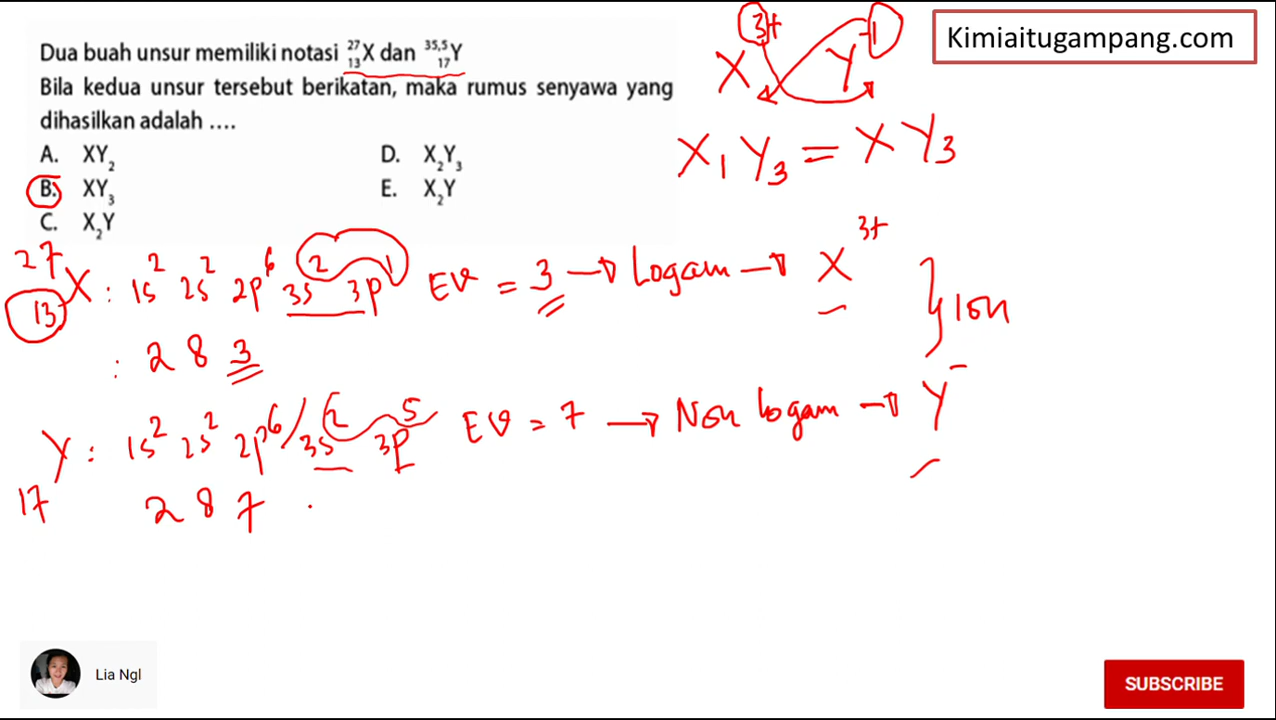 Kimiaitugampang.com
Dua buah unsur memiliki notasi ²⁷₁₃X dan ³⁵,⁵₁₇Y
Bila kedua unsur tersebut berikatan, maka rumus senyawa yang
dihasilkan adalah ....
A. XY₂
B. XY₃
C. X₂Y
D. X₂Y₃
E. X₂Y
X 3+ Y -1
X₁ Y₃ = X Y₃
27 13 X : 1s² 2s² 2p⁶ 3s² 3p¹ EV = 3 → Logam → X³⁺
: 2 8 3
} ion
Y : 1s² 2s² 2p⁶ / 3s² 3p⁵ EV = 7 → Non logam → Y⁻
17 2 8 7
Lia Ngl
SUBSCRIBE